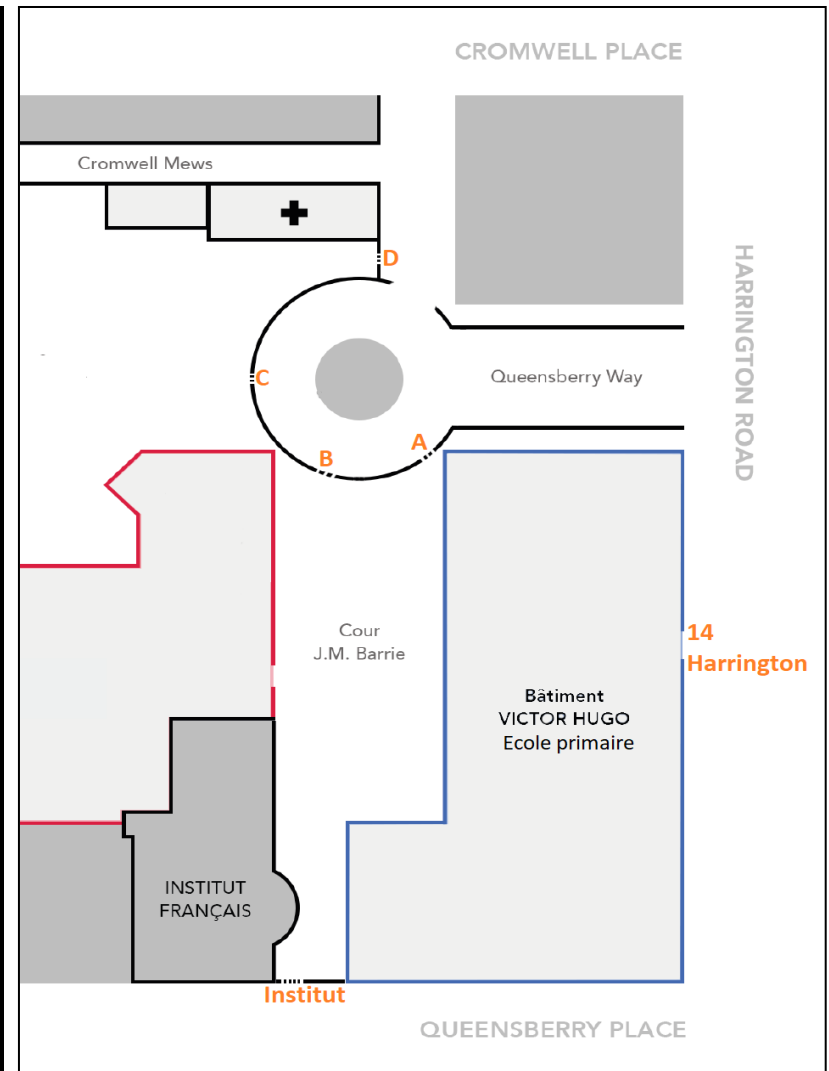 CROMWELL PLACE
Cromwell Mews
D
HARRINGTON ROAD
C
Queensberry Way
A
B
Cour
J.M. Barrie
14
Harrington
Bâtiment
VICTOR HUGO
Ecole primaire
INSTITUT
FRANÇAIS
Institut
QUEENSBERRY PLACE